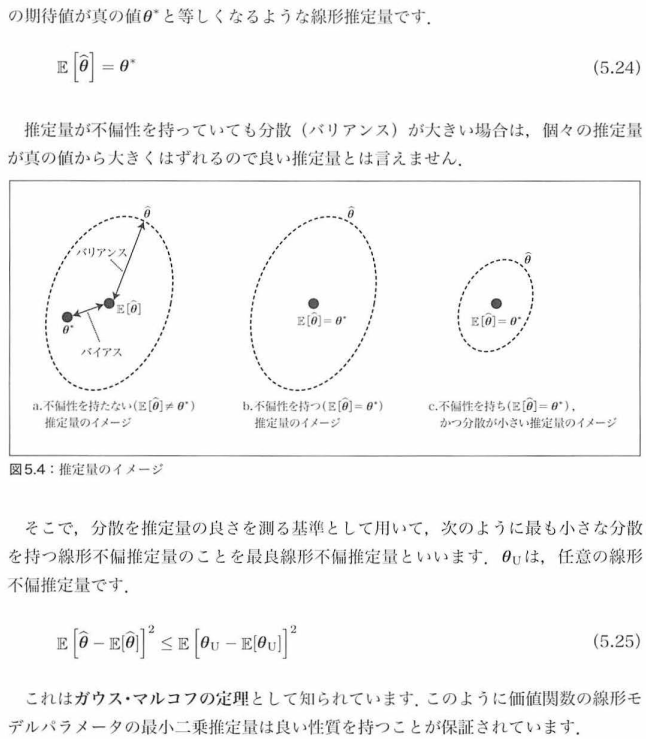 の期待値が真の値θ*と等しくなるような線形推定量です．
𝔼[θ̂] = θ* (5.24)
推定量が不偏性を持っていても分散（バリアンス）が大きい場合は，個々の推定量
が真の値から大きくはずれるので良い推定量とは言えません．
θ̂
バリアンス
𝔼[θ̂]
θ*
バイアス
a.不偏性を持たない(𝔼[θ̂]≠θ*)
推定量のイメージ
θ̂
𝔼[θ̂]=θ*
b.不偏性を持つ(𝔼[θ̂]=θ*)
推定量のイメージ
θ̂
𝔼[θ̂]=θ*
c.不偏性を持ち(𝔼[θ̂]=θ*)，
かつ分散が小さい推定量のイメージ
図5.4：推定量のイメージ
そこで，分散を推定量の良さを測る基準として用いて，次のように最も小さな分散
を持つ線形不偏推定量のことを最良線形不偏推定量といいます．θ_Uは，任意の線形
不偏推定量です．
𝔼[θ̂ − 𝔼[θ̂]]² ≤ 𝔼[θ_U − 𝔼[θ_U]]² (5.25)
これはガウス・マルコフの定理として知られています．このように価値関数の線形モ
デルパラメータの最小二乗推定量は良い性質を持つことが保証されています．